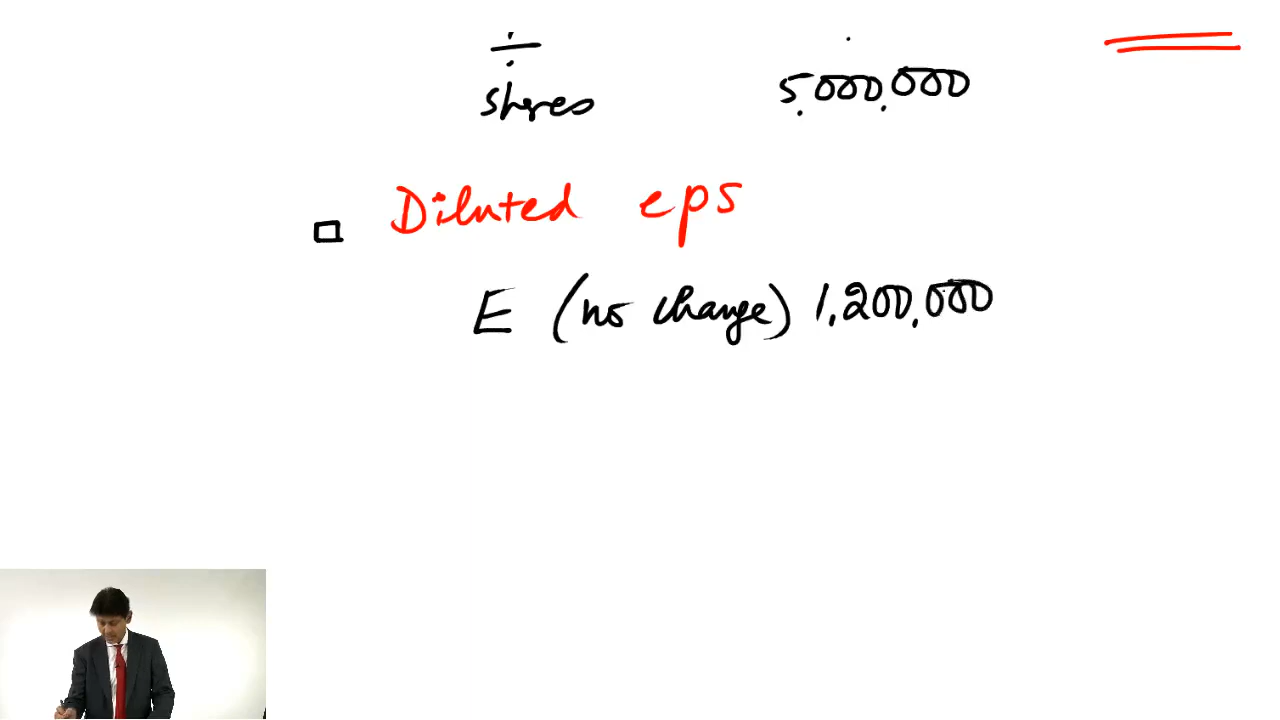 ÷
shares 5,000,000
Diluted eps
E (no change) 1,200,000